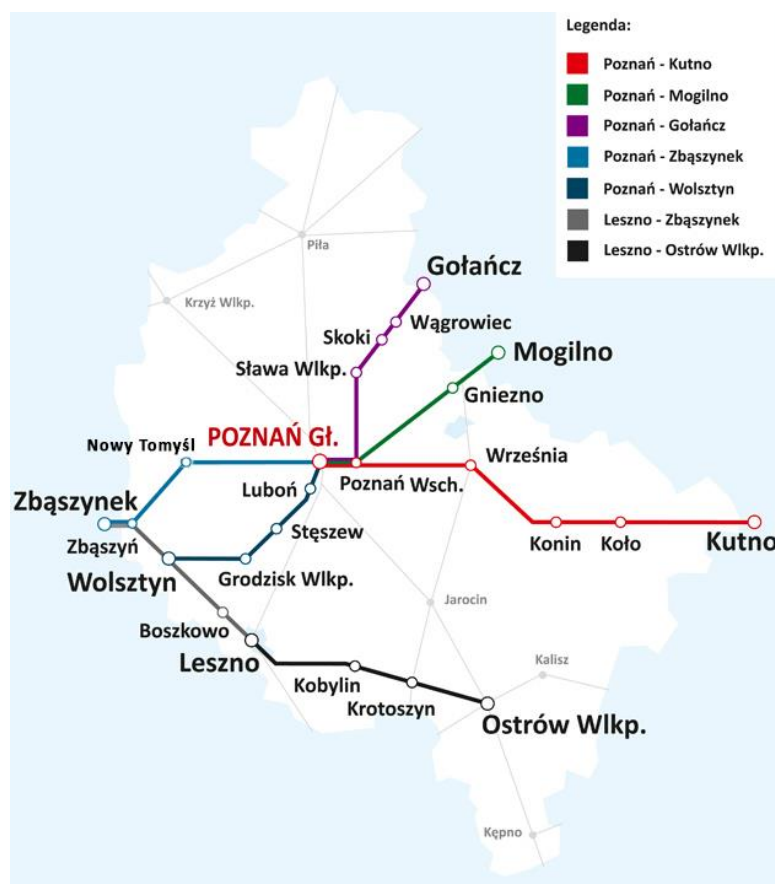 Legenda:
Poznań - Kutno
Poznań - Mogilno
Poznań - Gołańcz
Poznań - Zbąszynek
Poznań - Wolsztyn
Leszno - Zbąszynek
Leszno - Ostrów Wlkp.
Piła
Krzyż Wlkp.
Gołańcz
Wągrowiec
Skoki
Mogilno
Sława Wlkp.
Gniezno
Nowy Tomyśl
POZNAŃ Gł.
Września
Poznań Wsch.
Luboń
Zbąszynek
Stęszew
Zbąszyń
Konin
Koło
Kutno
Wolsztyn
Grodzisk Wlkp.
Jarocin
Boszkowo
Leszno
Kalisz
Kobylin
Krotoszyn
Ostrów Wlkp.
Kępno